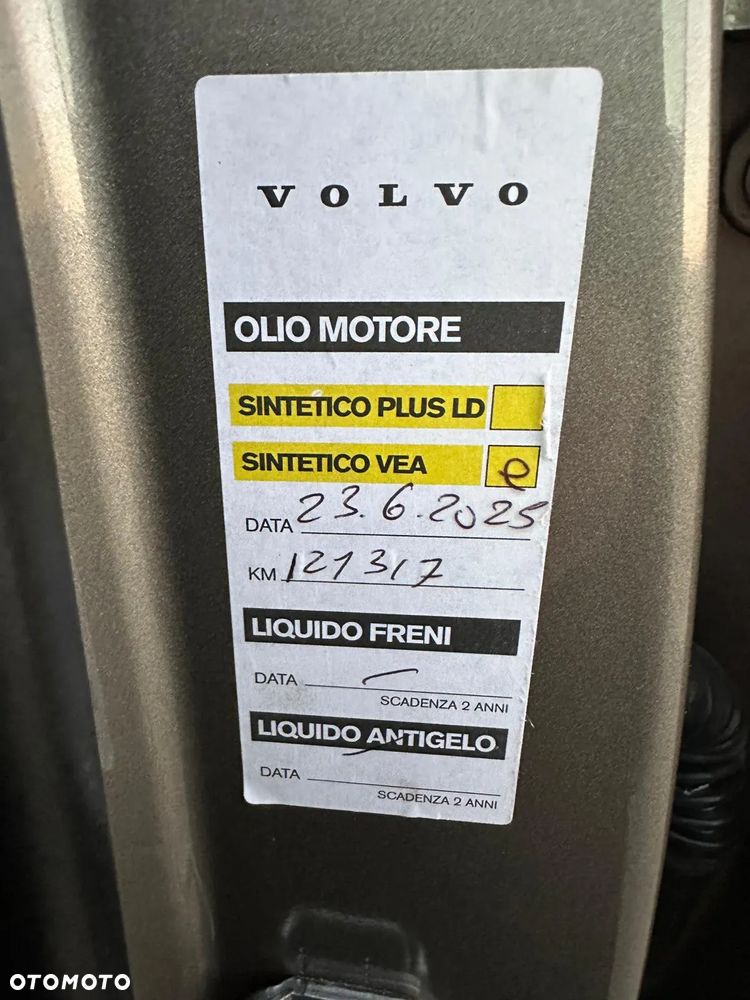 VOLVO
OLIO MOTORE
SINTETICO PLUS LD
SINTETICO VEA e
DATA 23.6.2025
KM 121317
LIQUIDO FRENI
DATA —
SCADENZA 2 ANNI
LIQUIDO ANTIGELO
DATA
SCADENZA 2 ANNI
OTOMOTO